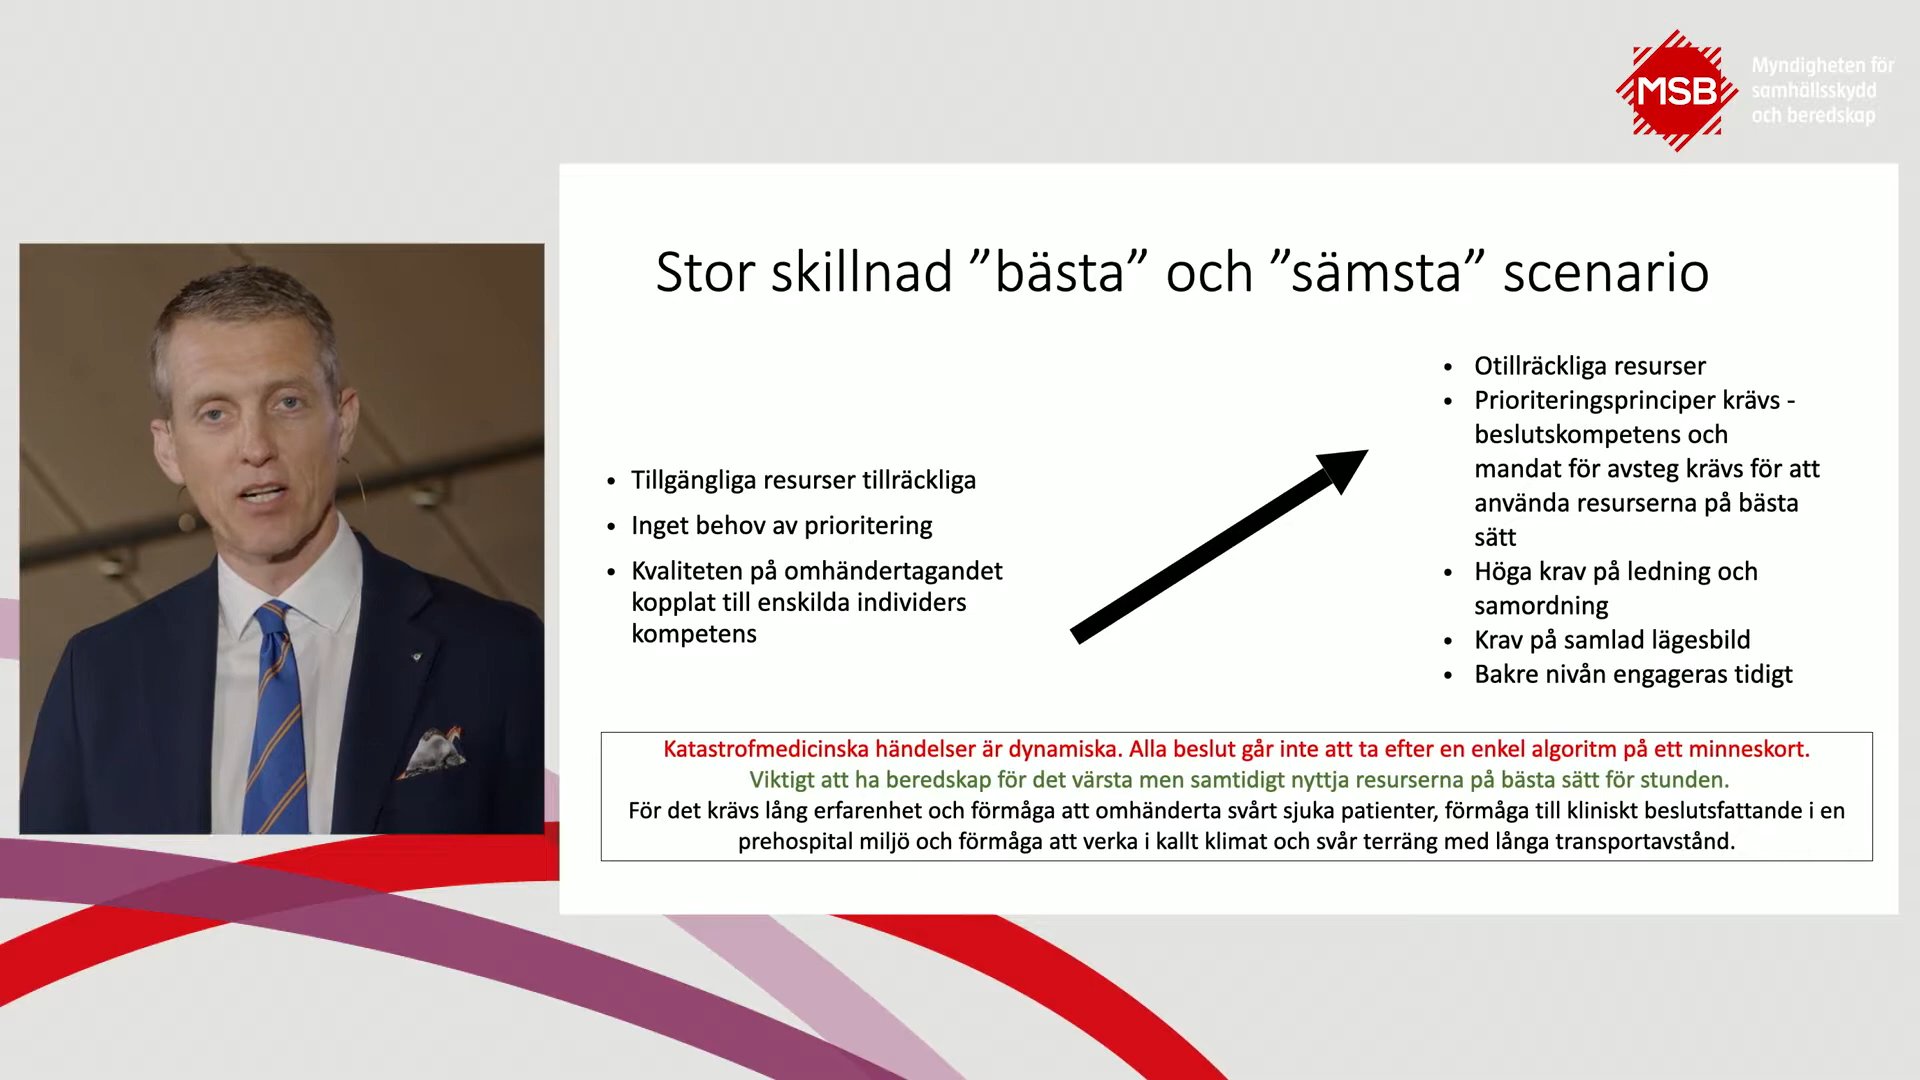 MSB
Myndigheten för
samhällsskydd
och beredskap
Stor skillnad ”bästa” och ”sämsta” scenario
• Tillgängliga resurser tillräckliga
• Inget behov av prioritering
• Kvaliteten på omhändertagandet
kopplat till enskilda individers
kompetens
• Otillräckliga resurser
• Prioriteringsprinciper krävs -
beslutskompetens och
mandat för avsteg krävs för att
använda resurserna på bästa
sätt
• Höga krav på ledning och
samordning
• Krav på samlad lägesbild
• Bakre nivån engageras tidigt
Katastrofmedicinska händelser är dynamiska. Alla beslut går inte att ta efter en enkel algoritm på ett minneskort.
Viktigt att ha beredskap för det värsta men samtidigt nyttja resurserna på bästa sätt för stunden.
För det krävs lång erfarenhet och förmåga att omhänderta svårt sjuka patienter, förmåga till kliniskt beslutsfattande i en
prehospital miljö och förmåga att verka i kallt klimat och svår terräng med långa transportavstånd.